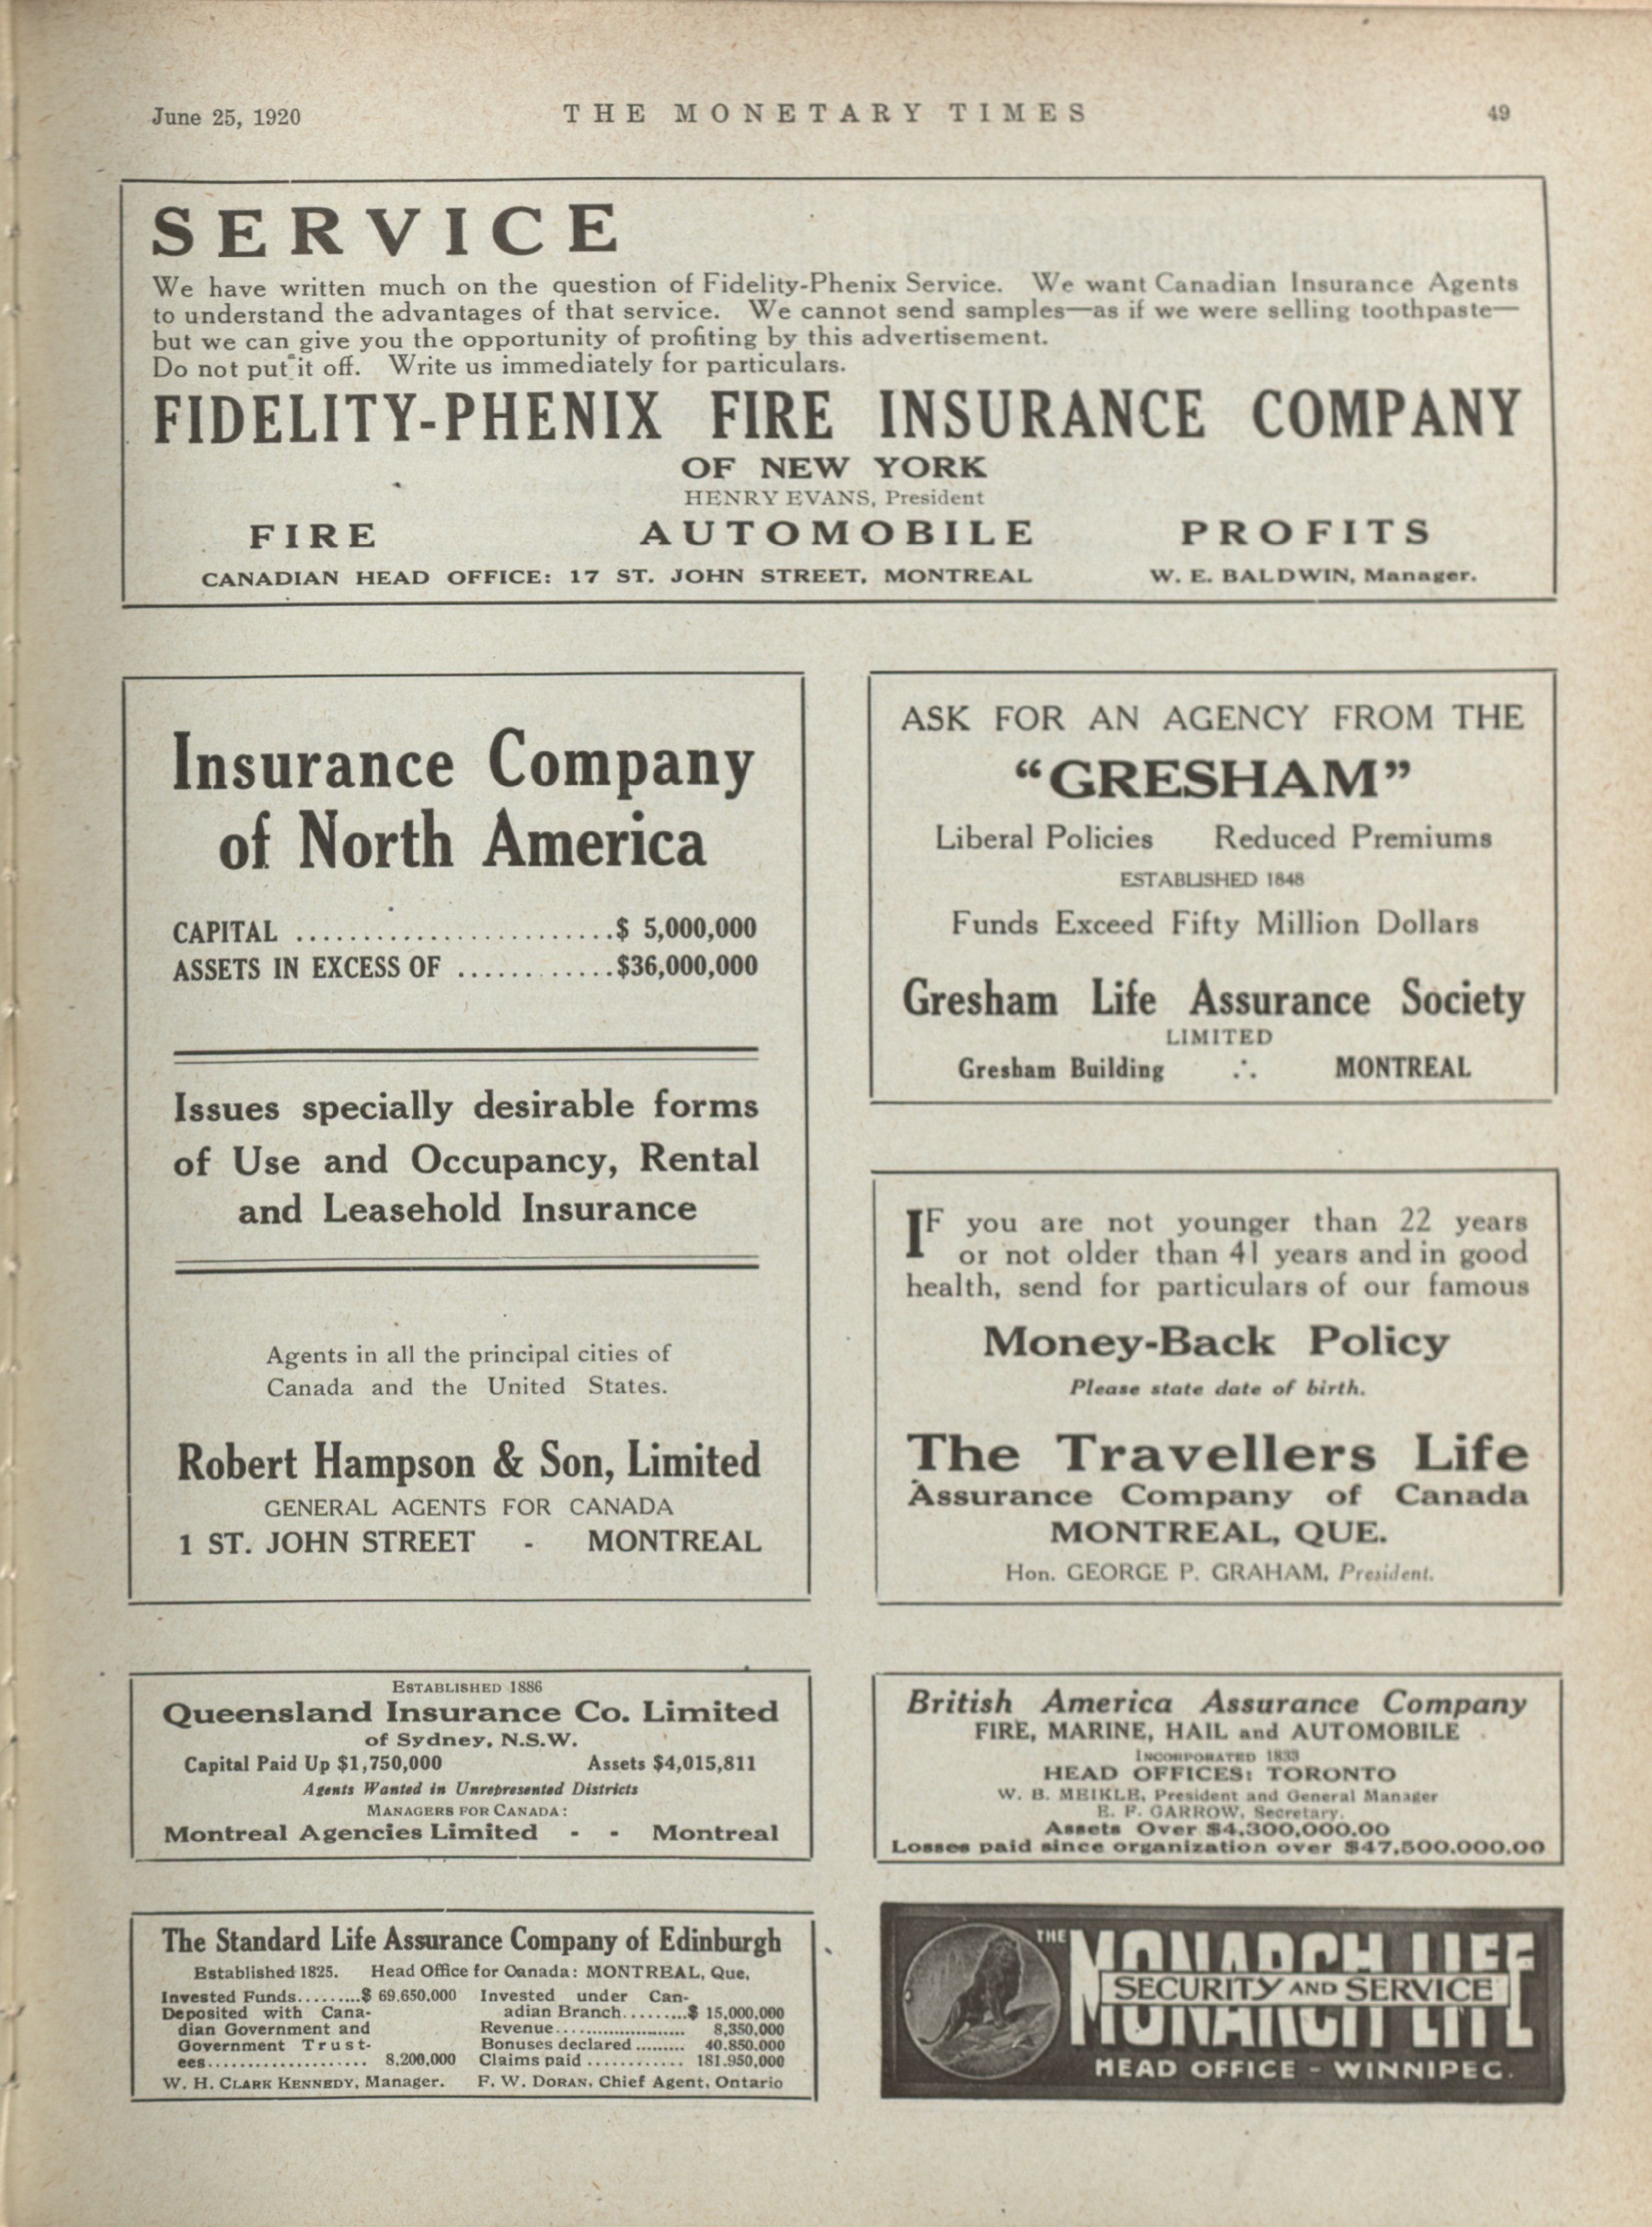 June 25, 1920
THE MONETARY TIMES
49
SERVICE
We have written much on the question of Fidelity-Phenix Service. We want Canadian Insurance Agents
to understand the advantages of that service. We cannot send samples—as if we were selling toothpaste—
but we can give you the opportunity of profiting by this advertisement.
Do not put it off. Write us immediately for particulars.
FIDELITY-PHENIX FIRE INSURANCE COMPANY
OF NEW YORK
HENRY EVANS, President
FIRE AUTOMOBILE PROFITS
CANADIAN HEAD OFFICE: 17 ST. JOHN STREET, MONTREAL W. E. BALDWIN, Manager.
Insurance Company
of North America
CAPITAL ........................$ 5,000,000
ASSETS IN EXCESS OF ............$36,000,000
Issues specially desirable forms
of Use and Occupancy, Rental
and Leasehold Insurance
Agents in all the principal cities of
Canada and the United States.
Robert Hampson & Son, Limited
GENERAL AGENTS FOR CANADA
1 ST. JOHN STREET - MONTREAL
ASK FOR AN AGENCY FROM THE
“GRESHAM”
Liberal Policies Reduced Premiums
ESTABLISHED 1848
Funds Exceed Fifty Million Dollars
Gresham Life Assurance Society
LIMITED
Gresham Building ∴ MONTREAL
IF you are not younger than 22 years
or not older than 41 years and in good
health, send for particulars of our famous
Money-Back Policy
Please state date of birth.
The Travellers Life
Assurance Company of Canada
MONTREAL, QUE.
Hon. GEORGE P. GRAHAM, President.
ESTABLISHED 1886
Queensland Insurance Co. Limited
of Sydney, N.S.W.
Capital Paid Up $1,750,000 Assets $4,015,811
Agents Wanted in Unrepresented Districts
MANAGERS FOR CANADA:
Montreal Agencies Limited - - Montreal
British America Assurance Company
FIRE, MARINE, HAIL and AUTOMOBILE
INCORPORATED 1833
HEAD OFFICES: TORONTO
W. B. MEIKLE, President and General Manager
E. F. GARROW, Secretary.
Assets Over $4,300,000.00
Losses paid since organization over $47,500,000.00
The Standard Life Assurance Company of Edinburgh
Established 1825. Head Office for Canada: MONTREAL, Que,
Invested Funds.........$ 69,650,000
Deposited with Cana-
dian Government and
Government Trust-
ees.................... 8,200,000
Invested under Can-
adian Branch.........$ 15,000,000
Revenue...................... 8,350,000
Bonuses declared ......... 40,850,000
Claims paid ............ 181,950,000
W. H. CLARK KENNEDY, Manager. F. W. DORAN, Chief Agent, Ontario
THE MONARCH LIFE
SECURITY AND SERVICE
MONARCH LIFE
HEAD OFFICE - WINNIPEG.